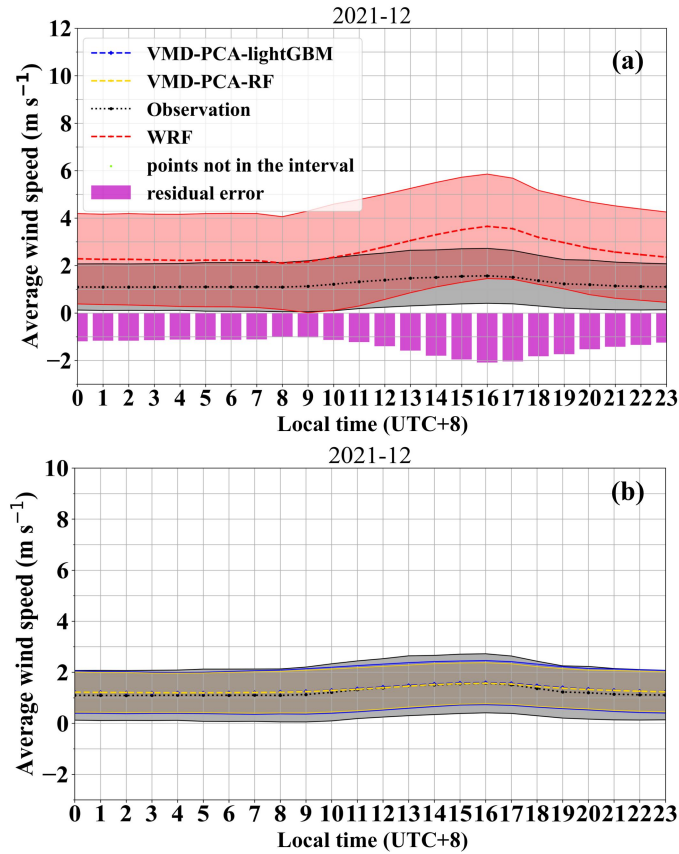 2021-12
12
10
8
6
4
2
0
−2
Average wind speed (m s⁻¹)
(a)
VMD-PCA-lightGBM
VMD-PCA-RF
Observation
WRF
points not in the interval
residual error
0 1 2 3 4 5 6 7 8 9 10 11 12 13 14 15 16 17 18 19 20 21 22 23
Local time (UTC+8)
2021-12
10
8
6
4
2
0
−2
Average wind speed (m s⁻¹)
(b)
0 1 2 3 4 5 6 7 8 9 10 11 12 13 14 15 16 17 18 19 20 21 22 23
Local time (UTC+8)